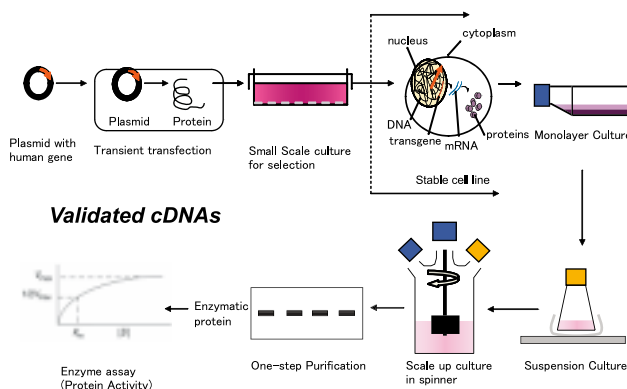 nucleus
cytoplasm
Plasmid
Protein
DNA
transgene
mRNA
proteins
Plasmid with
human gene
Transient transfection
Small Scale culture
for selection
Monolayer Culture
Stable cell line
Validated cDNAs
Enzymatic
protein
Enzyme assay
(Protein Activity)
One-step Purification
Scale up culture
in spinner
Suspension Culture